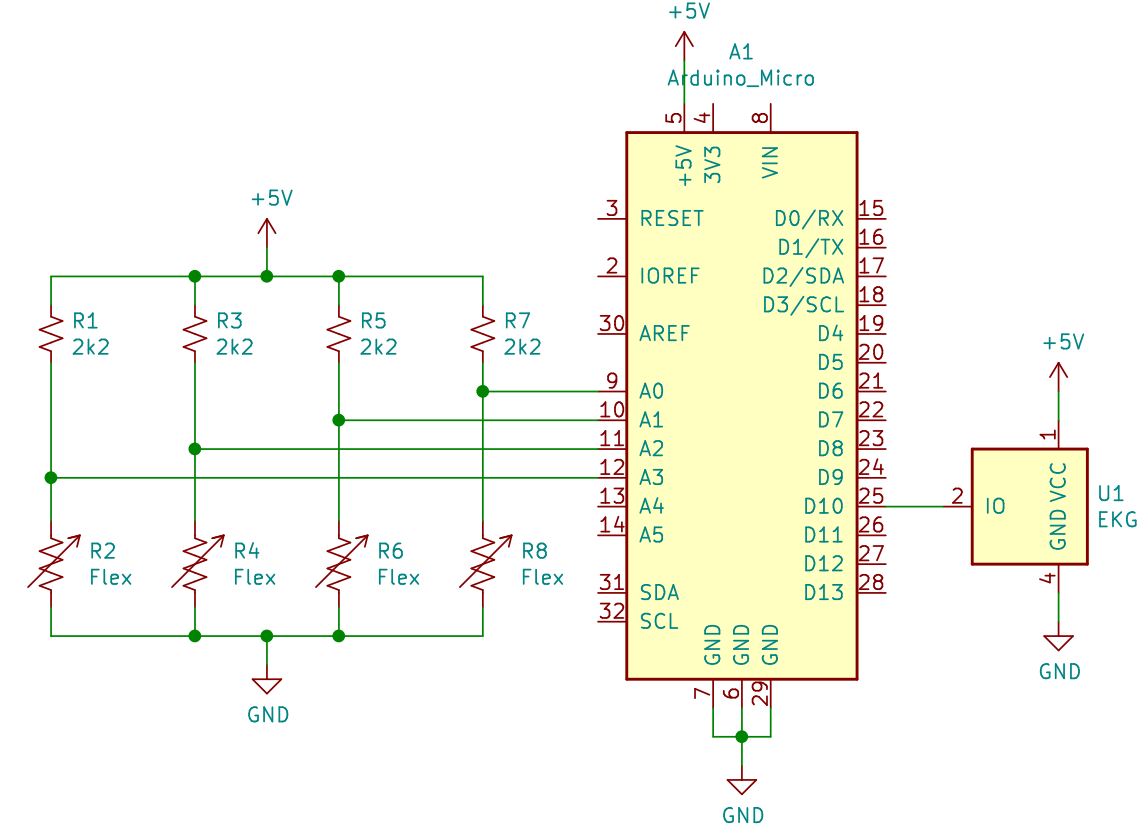 +5V
A1
Arduino_Micro
5 4 8
+5V 3V3 VIN
+5V
3 RESET D0/RX 15
D1/TX 16
2 IOREF D2/SDA 17
D3/SCL 18
R1 R3 R5 R7 30 AREF D4 19
2k2 2k2 2k2 2k2
D5 20
+5V
9 A0 D6 21
10 A1 D7 22
11 A2 D8 23
1
12 A3 D9 24
VCC
13 A4 D10 25 2 IO U1
14 A5 D11 26 GND EKG
R2 R4 R6 R8 D12 27
Flex Flex Flex Flex 4
31 SDA D13 28
32 SCL
GND GND GND
GND
7 6 29
GND
GND